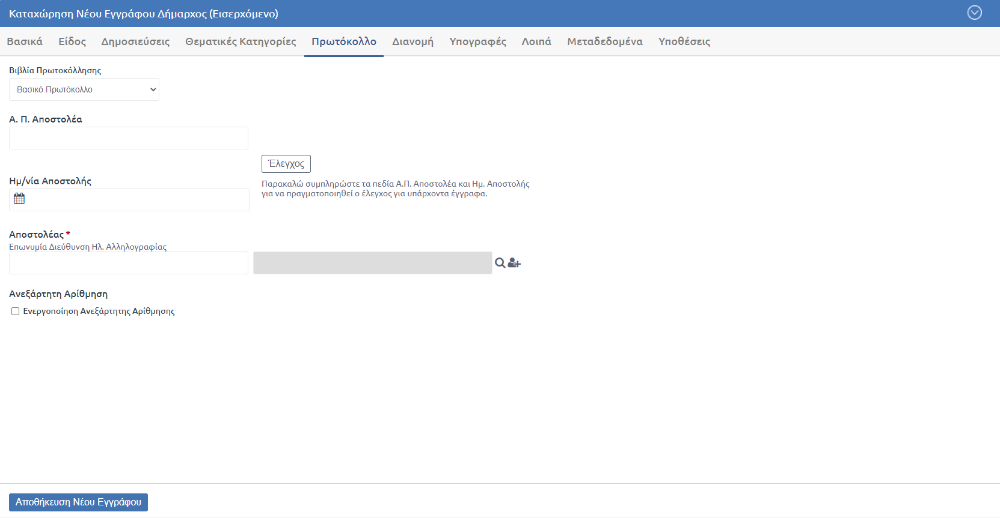 Καταχώρηση Νέου Εγγράφου Δήμαρχος (Εισερχόμενο)
Βασικά Είδος Δημοσιεύσεις Θεματικές Κατηγορίες Πρωτόκολλο Διανομή Υπογραφές Λοιπά Μεταδεδομένα Υποθέσεις
Βιβλία Πρωτοκόλλησης
Βασικό Πρωτόκολλο
Α. Π. Αποστολέα
Έλεγχος
Ημ/νία Αποστολής
Παρακαλώ συμπληρώστε τα πεδία Α.Π. Αποστολέα και Ημ. Αποστολής
για να πραγματοποιηθεί ο έλεγχος για υπάρχοντα έγγραφα.
Αποστολέας *
Επωνυμία Διεύθυνση Ηλ. Αλληλογραφίας
Ανεξάρτητη Αρίθμηση
Ενεργοποίηση Ανεξάρτητης Αρίθμησης
Αποθήκευση Νέου Εγγράφου